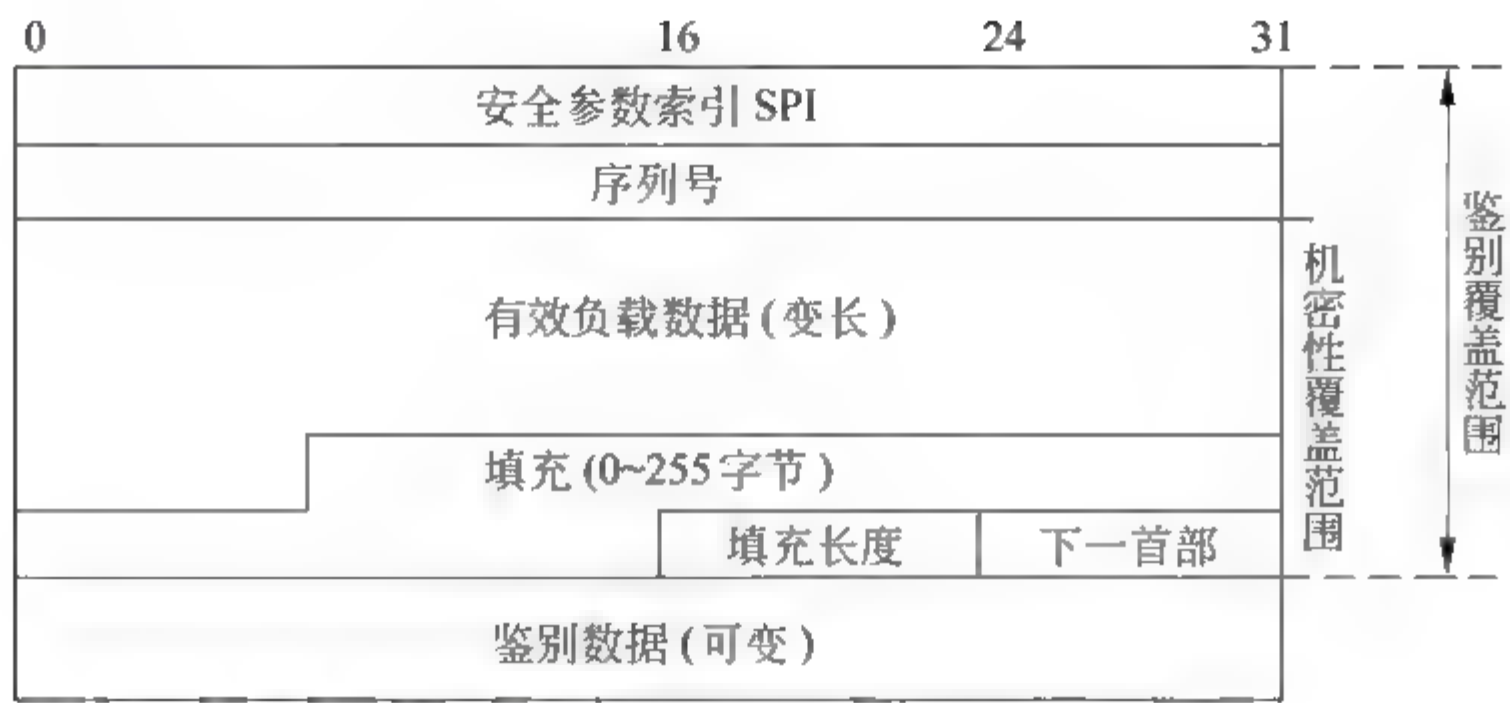 0 16 24 31
安全参数索引 SPI
序列号
有效负载数据(变长)
填充(0~255字节)
填充长度 下一首部
鉴别数据(可变)
机密性覆盖范围
鉴别覆盖范围